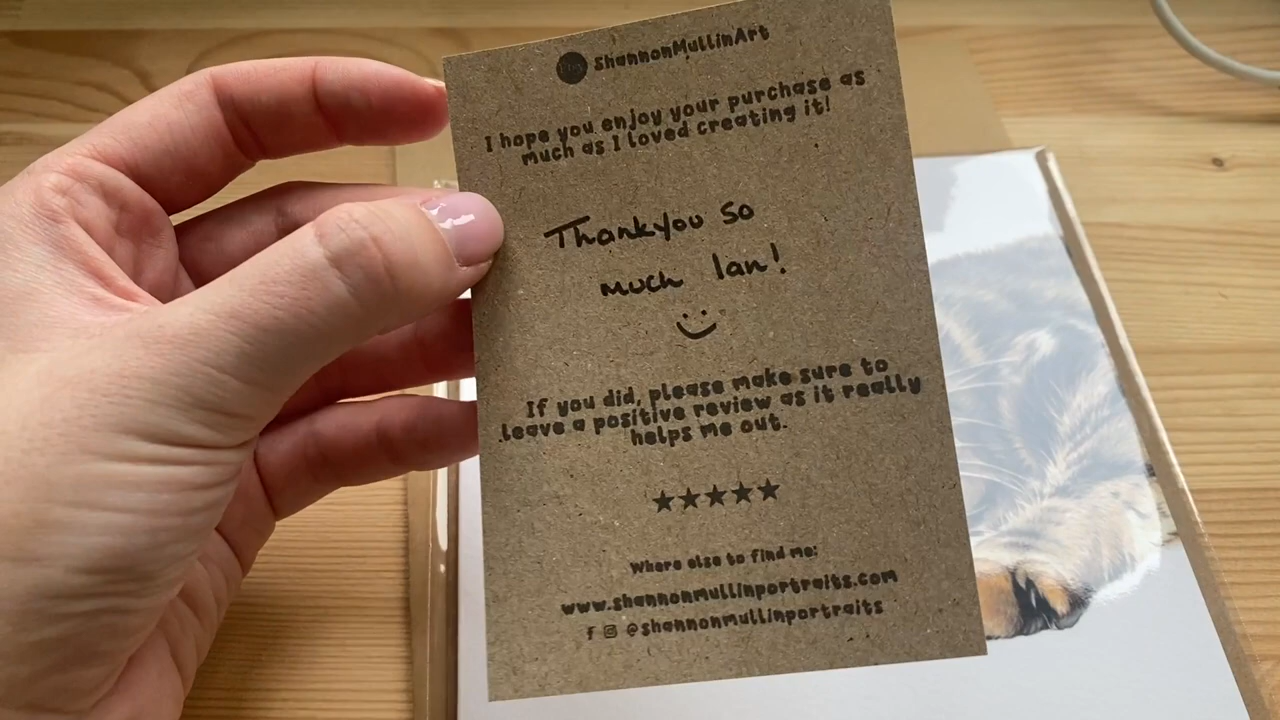 ShannonMullinArt
I hope you enjoy your purchase as
much as I loved creating it!
Thankyou so
much Ian!
If you did, please make sure to
leave a positive review as it really
helps me out.
★★★★★
Where else to find me:
www.shannonmullinportraits.com
@shannonmullinportraits